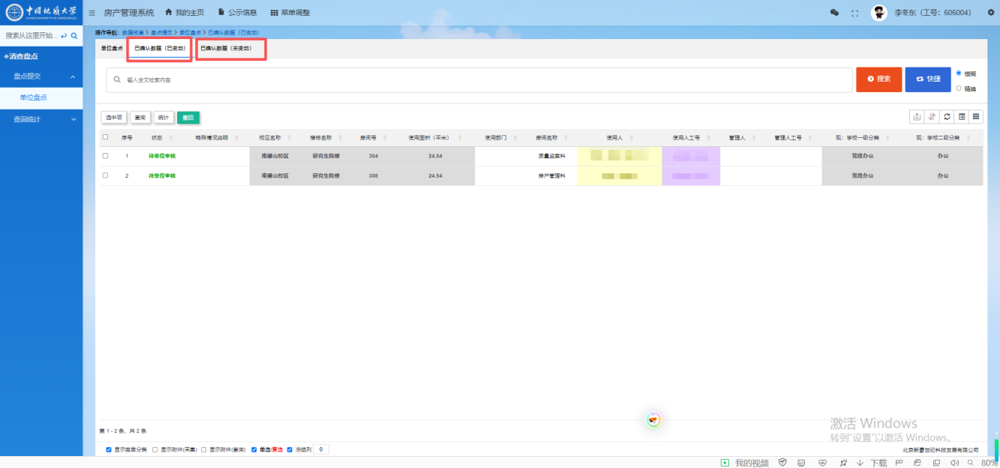 中国地质大学 房产管理系统 我的主页 公示信息 菜单调整 李冬东（工号：606004）
CHINA UNIVERSITY OF GEOSCIENCES
搜索从这里开始... 操作导航：数据核查 > 盘点提交 > 单位盘点 > 已确认数据（已变动）
清查盘点 单位盘点 已确认数据（已变动） 已确认数据（未变动）
盘点提交 输入全文检索内容 搜索 快捷 模糊
精确
单位盘点
查询统计 选中项 查询 统计 撤回
序号 状态 特殊情况说明 校区名称 楼栋名称 房间号 使用面积（平米） 使用部门 房间名称 使用人 使用人工号 管理人 管理人工号 现：学校一级分类 现：学校二级分类
1 待单位审核 南望山校区 研究生院楼 304 24.54 质量监察科 党政办公 办公
2 待单位审核 南望山校区 研究生院楼 308 24.54 房产管理科 党政办公 办公
激活 Windows
第 1 - 2 条，共 2 条
转到"设置"以激活 Windows。
显示菜单分类 显示附件(采集) 显示附件(查询) 单选/复选 冻结列 0 北京新豪世纪科技发展有限公司
我的视频 下载 80%